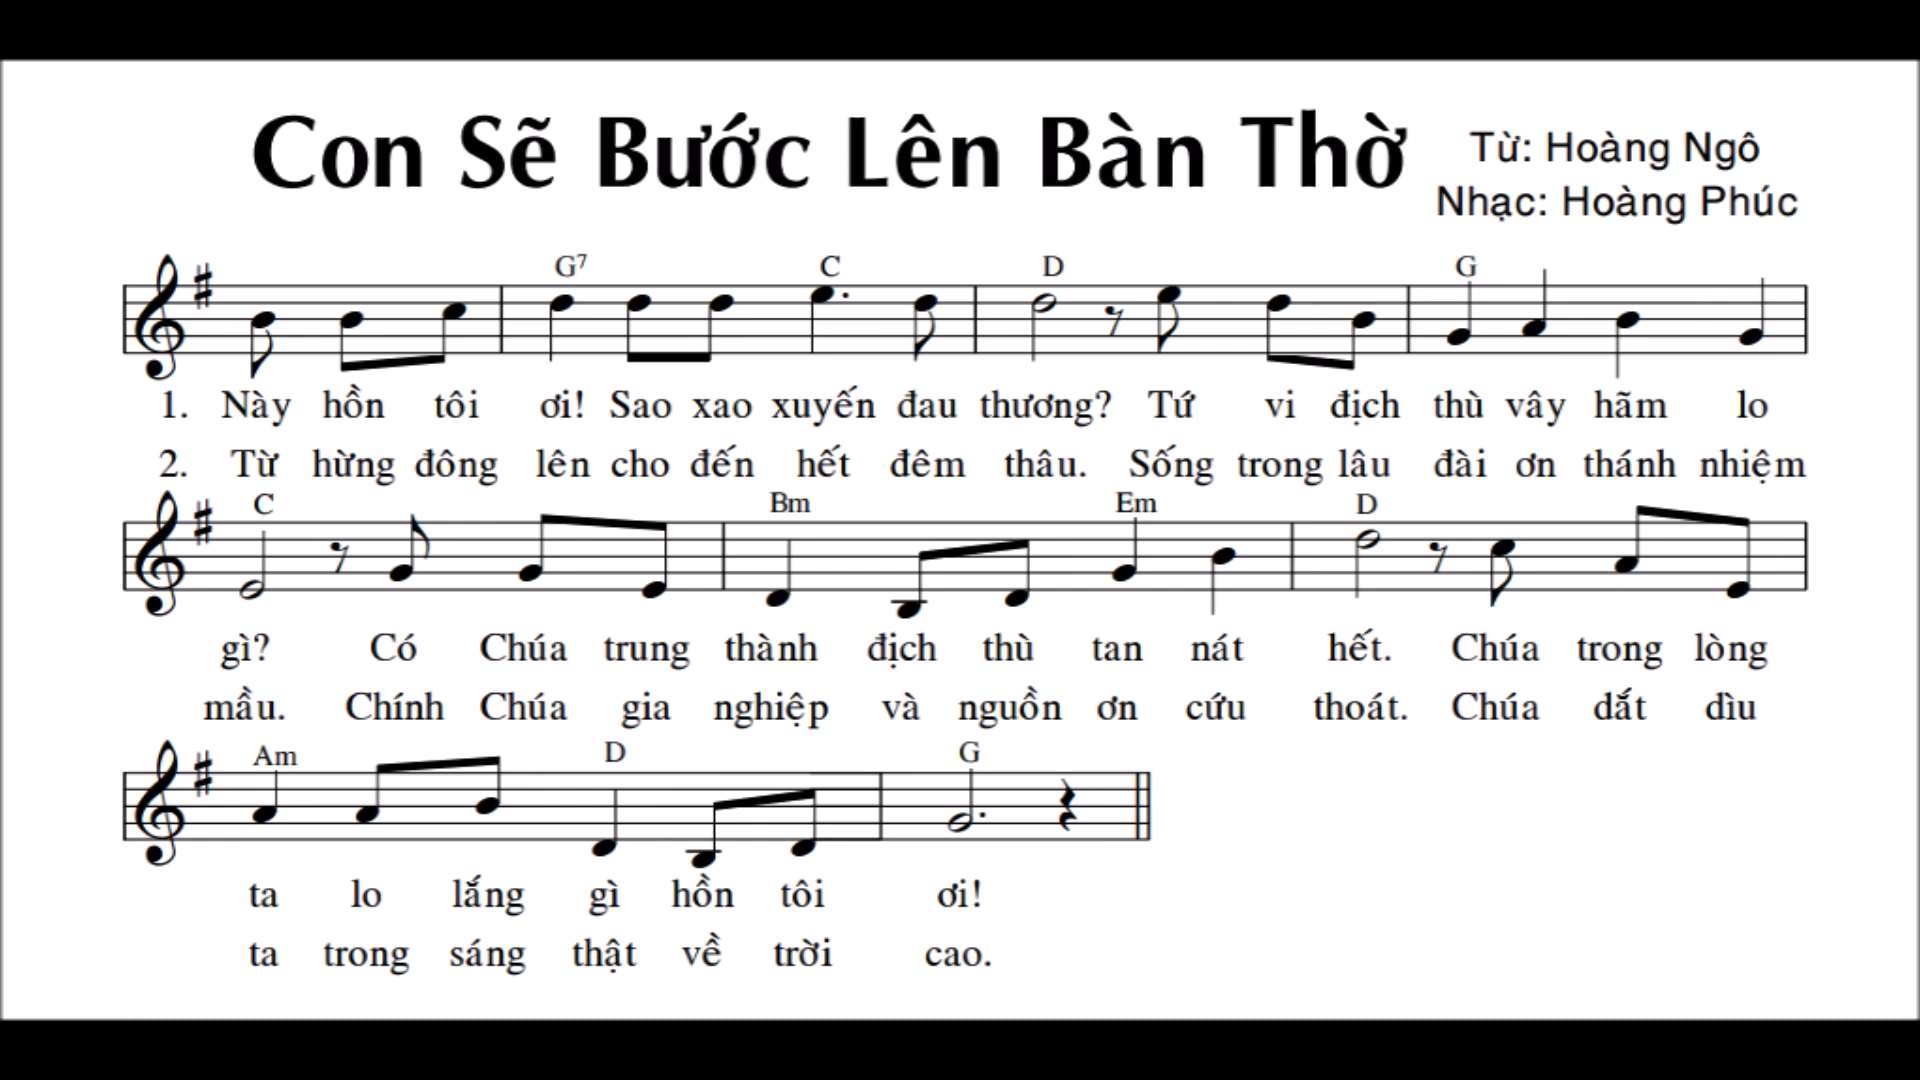 Con Sẽ Bước Lên Bàn Thờ
Từ: Hoàng Ngô
Nhạc: Hoàng Phúc
G7 C D G
1. Này hồn tôi ơi! Sao xao xuyến đau thương? Tứ vi địch thù vây hãm lo
2. Từ hừng đông lên cho đến hết đêm thâu. Sống trong lâu đài ơn thánh nhiệm
C Bm Em D
gì? Có Chúa trung thành địch thù tan nát hết. Chúa trong lòng
mầu. Chính Chúa gia nghiệp và nguồn ơn cứu thoát. Chúa dắt dìu
Am D G
ta lo lắng gì hồn tôi ơi!
ta trong sáng thật về trời cao.